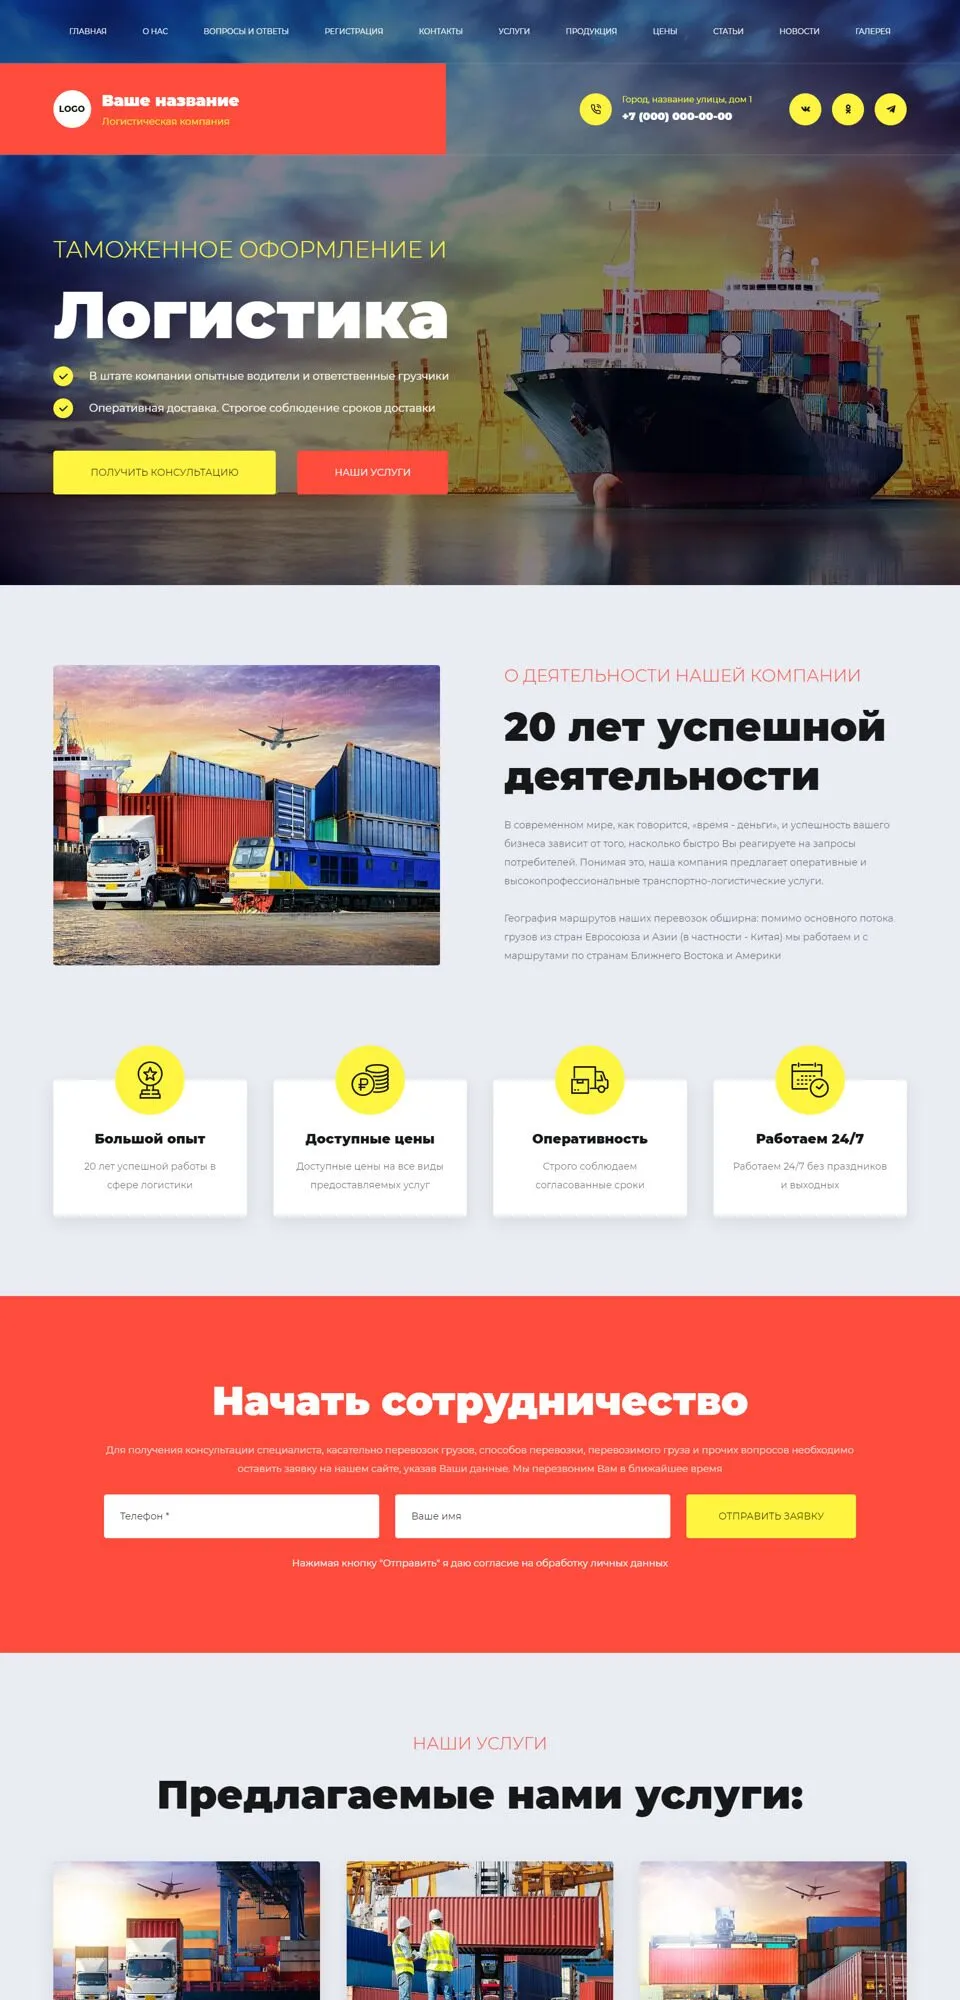 ГЛАВНАЯ О НАС ВОПРОСЫ И ОТВЕТЫ РЕГИСТРАЦИЯ КОНТАКТЫ УСЛУГИ ПРОДУКЦИЯ ЦЕНЫ СТАТЬИ НОВОСТИ ГАЛЕРЕЯ
LOGO
Ваше название
Логистическая компания
Город, название улицы, дом 1
+7 (000) 000-00-00
ТАМОЖЕННОЕ ОФОРМЛЕНИЕ И
Логистика
В штате компании опытные водители и ответственные грузчики
Оперативная доставка. Строгое соблюдение сроков доставки
ПОЛУЧИТЬ КОНСУЛЬТАЦИЮ
НАШИ УСЛУГИ
О ДЕЯТЕЛЬНОСТИ НАШЕЙ КОМПАНИИ
20 лет успешной
деятельности
В современном мире, как говорится, «время - деньги», и успешность вашего
бизнеса зависит от того, насколько быстро Вы реагируете на запросы
потребителей. Понимая это, наша компания предлагает оперативные и
высокопрофессиональные транспортно-логистические услуги.
География маршрутов наших перевозок обширна: помимо основного потока
грузов из стран Евросоюза и Азии (в частности - Китая) мы работаем и с
маршрутами по странам Ближнего Востока и Америки
Большой опыт
20 лет успешной работы в
сфере логистики
Доступные цены
Доступные цены на все виды
предоставляемых услуг
Оперативность
Строго соблюдаем
согласованные сроки
Работаем 24/7
Работаем 24/7 без праздников
и выходных
Начать сотрудничество
Для получения консультации специалиста, касательно перевозок грузов, способов перевозки, перевозимого груза и прочих вопросов необходимо
оставить заявку на нашем сайте, указав Ваши данные. Мы перезвоним Вам в ближайшее время
Телефон *
Ваше имя
ОТПРАВИТЬ ЗАЯВКУ
Нажимая кнопку "Отправить" я даю согласие на обработку личных данных
НАШИ УСЛУГИ
Предлагаемые нами услуги: